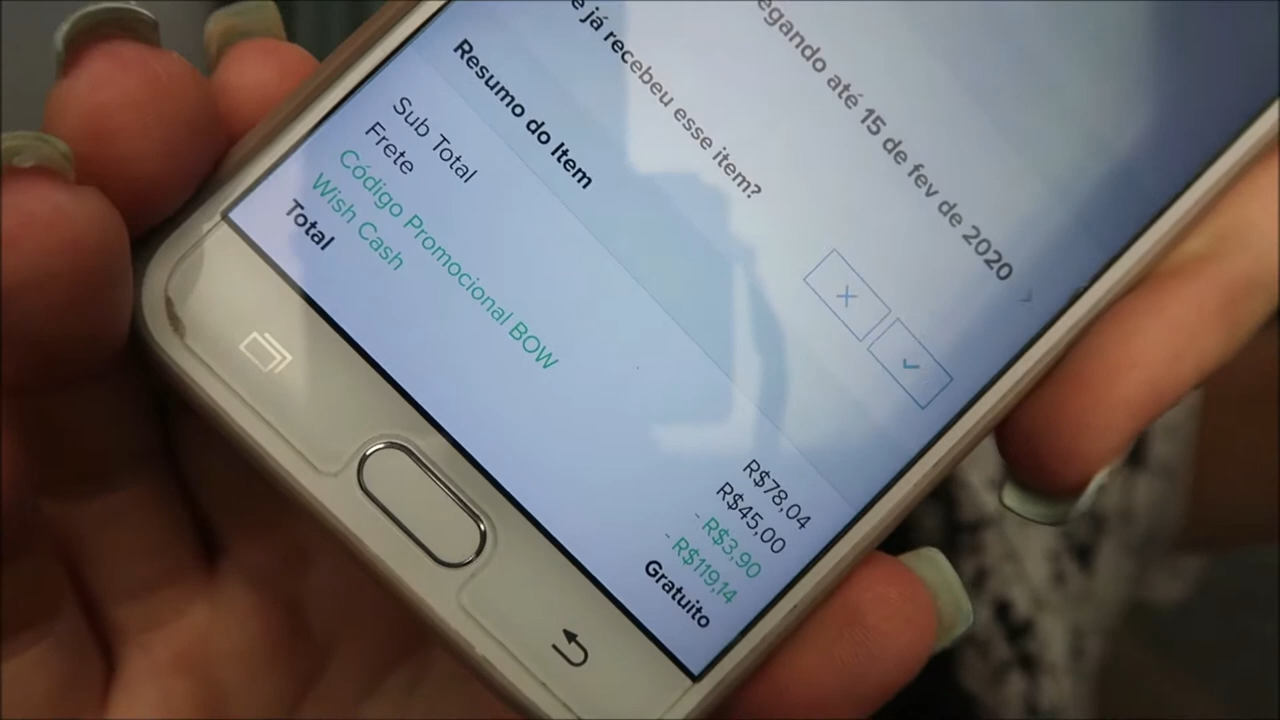 egando até 15 de fev de 2020
e já recebeu esse item?
Resumo do Item
Sub Total R$78,04
Frete R$45,00
Código Promocional BOW - R$3,90
Wish Cash - R$119,14
Total Gratuito